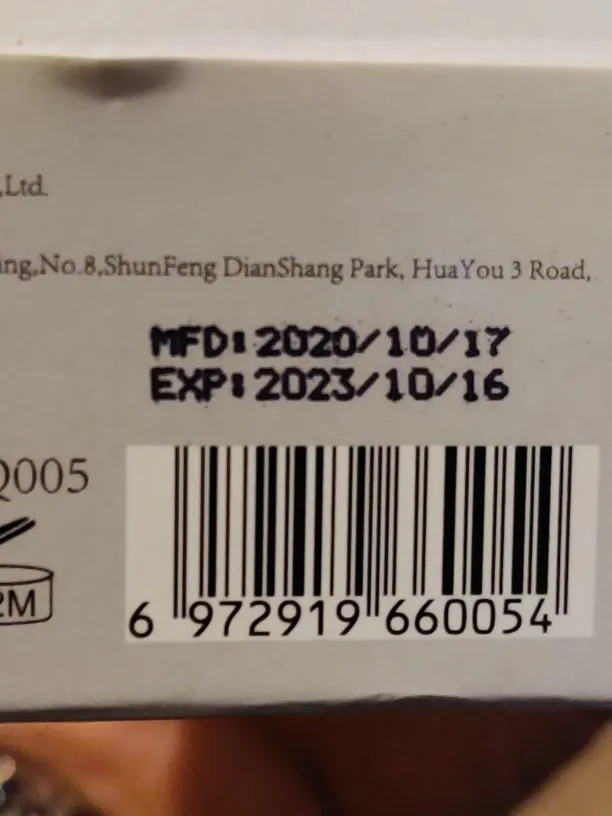 ,Ltd.
ing,No.8,ShunFeng DianShang Park, HuaYou 3 Road,
MFD:2020/10/17
EXP:2023/10/16
Q005
2M
6 972919 660054